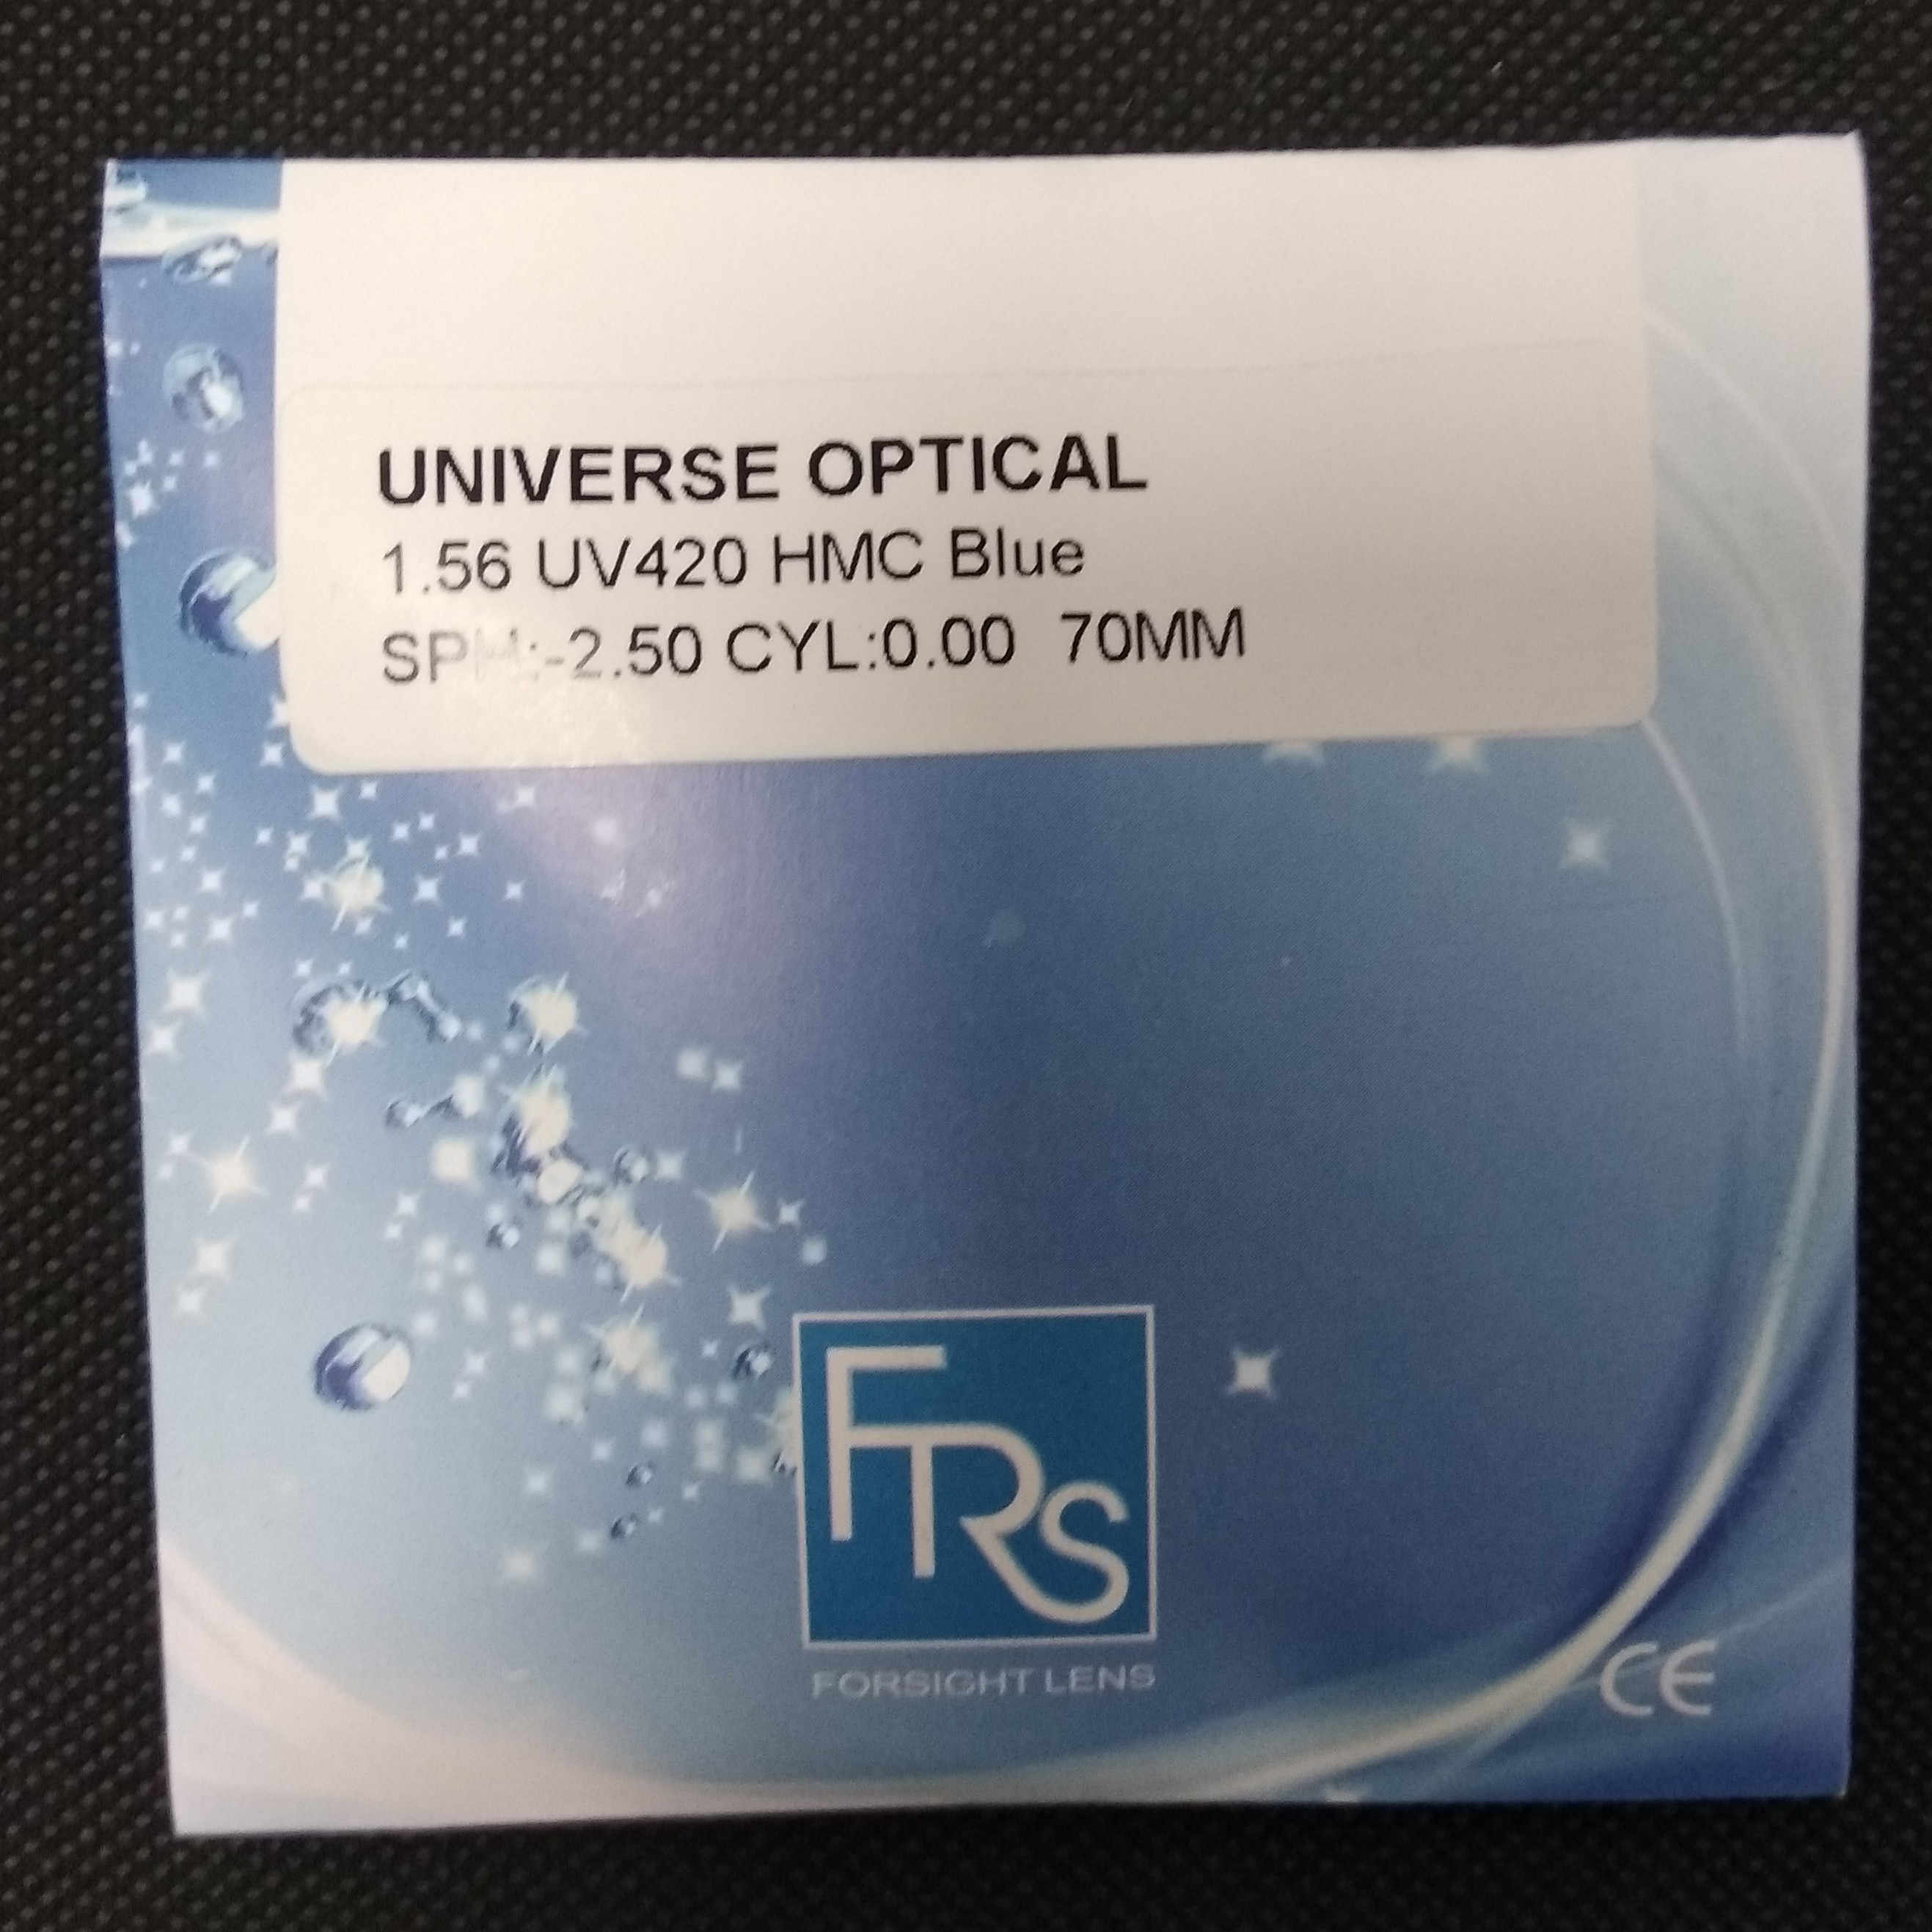 UNIVERSE OPTICAL
1.56 UV420 HMC Blue
SPH:-2.50 CYL:0.00 70MM
FRS
FORSIGHT LENS
CE